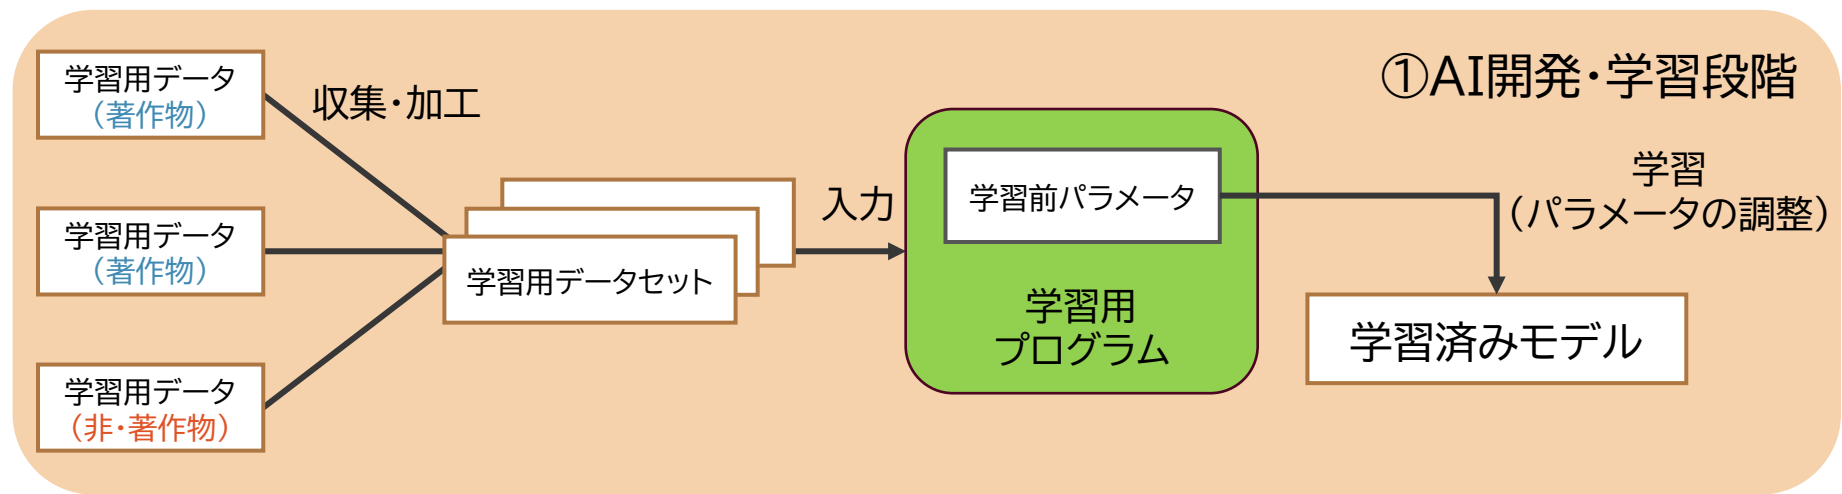 ①AI開発・学習段階
学習用データ
（著作物）
収集・加工
学習用データ
（著作物）
学習用データ
（非・著作物）
学習用データセット
入力
学習前パラメータ
学習用
プログラム
学習
（パラメータの調整）
学習済みモデル